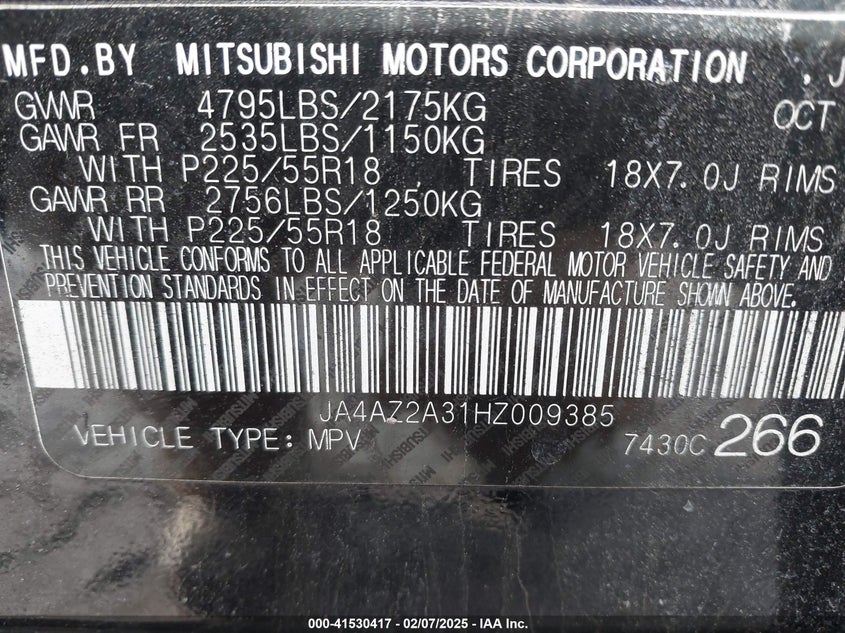 MFD.BY MITSUBISHI MOTORS CORPORATION .J
GVWR 4795LBS/2175KG OCT
GAWR FR 2535LBS/1150KG
WITH P225/55R18 TIRES 18X7.0J RIMS
GAWR RR 2756LBS/1250KG
WITH P225/55R18 TIRES 18X7.0J RIMS
THIS VEHICLE CONFORMS TO ALL APPLICABLE FEDERAL MOTOR VEHICLE SAFETY AND
PREVENTION STANDARDS IN EFFECT ON THE DATE OF MANUFACTURE SHOWN ABOVE.
JA4AZ2A31HZ009385
VEHICLE TYPE: MPV 7430C 266
000-41530417 - 02/07/2025 - IAA Inc.